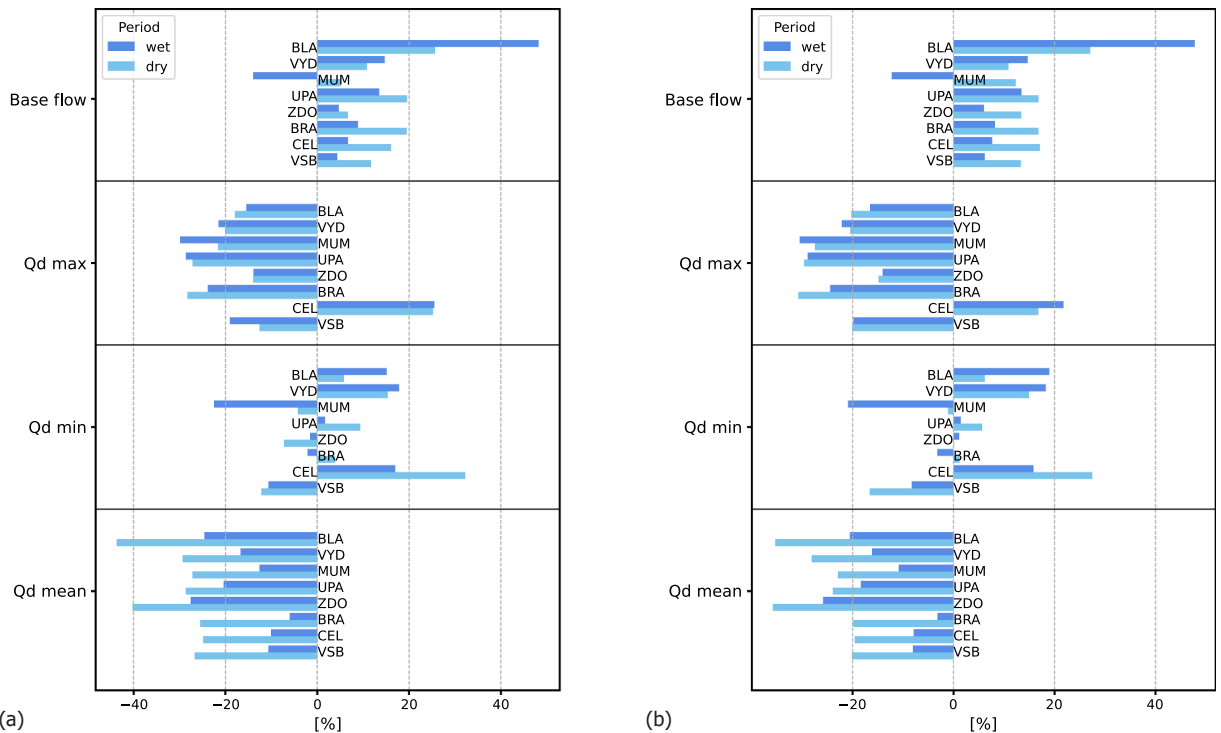 Period
wet
dry
Base flow
BLA
VYD
MUM
UPA
ZDO
BRA
CEL
VSB
Qd max
BLA
VYD
MUM
UPA
ZDO
BRA
CEL
VSB
Qd min
BLA
VYD
MUM
UPA
ZDO
BRA
CEL
VSB
Qd mean
BLA
VYD
MUM
UPA
ZDO
BRA
CEL
VSB
−40 −20 0 20 40
[%]
(a)
Period
wet
dry
Base flow
BLA
VYD
MUM
UPA
ZDO
BRA
CEL
VSB
Qd max
BLA
VYD
MUM
UPA
ZDO
BRA
CEL
VSB
Qd min
BLA
VYD
MUM
UPA
ZDO
BRA
CEL
VSB
Qd mean
BLA
VYD
MUM
UPA
ZDO
BRA
CEL
VSB
−20 0 20 40
[%]
(b)